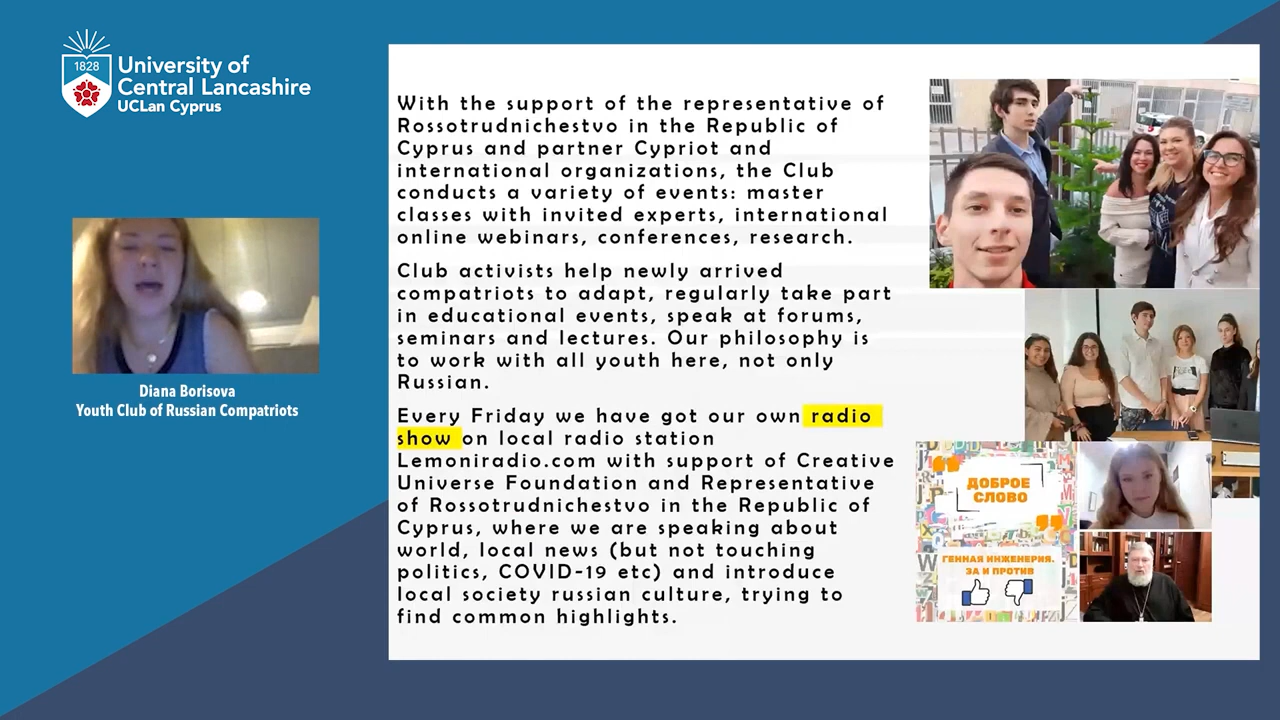 1828
University of
Central Lancashire
UCLan Cyprus
Diana Borisova
Youth Club of Russian Compatriots
With the support of the representative of
Rossotrudnichestvo in the Republic of
Cyprus and partner Cypriot and
international organizations, the Club
conducts a variety of events: master
classes with invited experts, international
online webinars, conferences, research.
Club activists help newly arrived
compatriots to adapt, regularly take part
in educational events, speak at forums,
seminars and lectures. Our philosophy is
to work with all youth here, not only
Russian.
Every Friday we have got our own radio
show on local radio station
Lemoniradio.com with support of Creative
Universe Foundation and Representative
of Rossotrudnichestvo in the Republic of
Cyprus, where we are speaking about
world, local news (but not touching
politics, COVID-19 etc) and introduce
local society russian culture, trying to
find common highlights.
ДОБРОЕ
СЛОВО
ГЕННАЯ ИНЖЕНЕРИЯ.
ЗА И ПРОТИВ